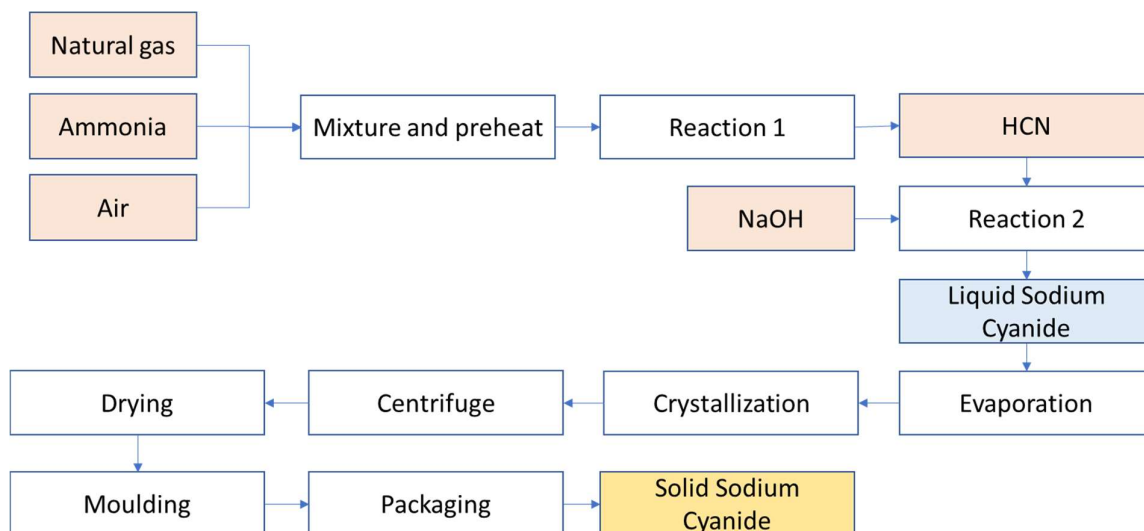 Natural gas
Ammonia
Air
Mixture and preheat
Reaction 1
HCN
NaOH
Reaction 2
Liquid Sodium
Cyanide
Evaporation
Crystallization
Centrifuge
Drying
Moulding
Packaging
Solid Sodium
Cyanide